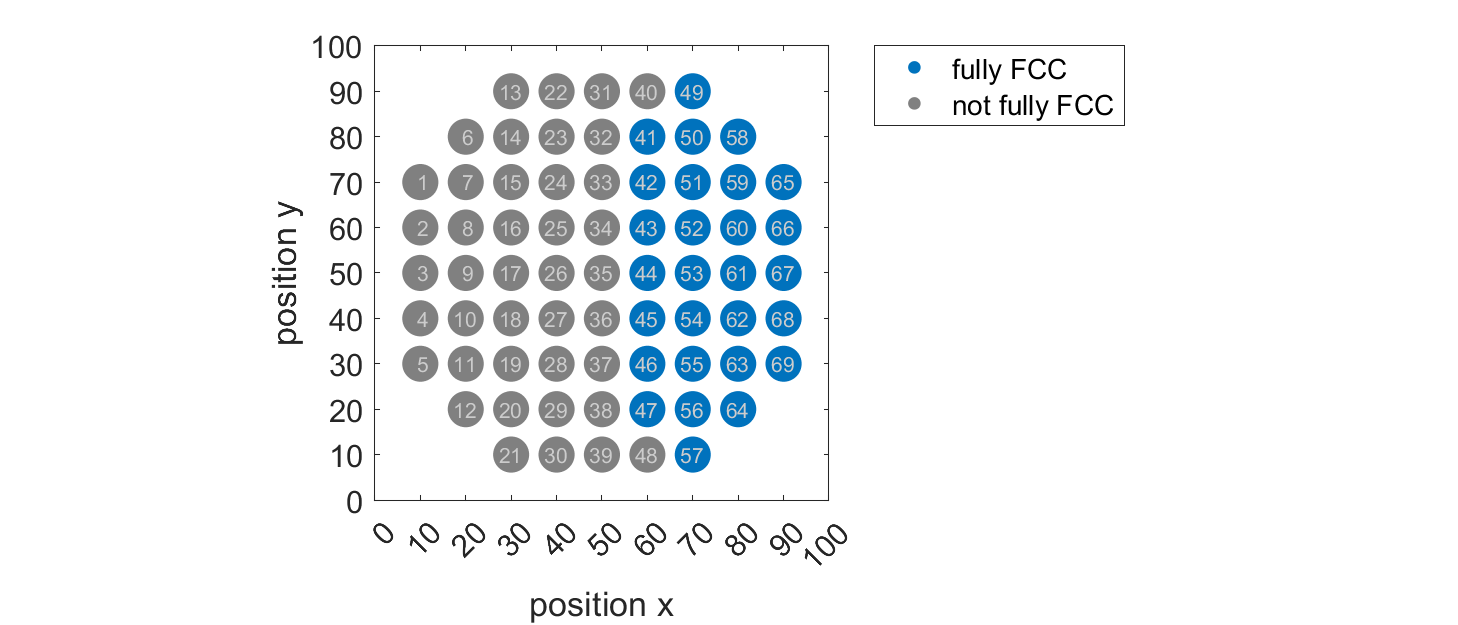 100
fully FCC
90
13 22 31 40 49
not fully FCC
80
6 14 23 32 41 50 58
70
1 7 15 24 33 42 51 59 65
60
2 8 16 25 34 43 52 60 66
50
3 9 17 26 35 44 53 61 67
40
4 10 18 27 36 45 54 62 68
30
5 11 19 28 37 46 55 63 69
20
12 20 29 38 47 56 64
10
21 30 39 48 57
0
position y
0 10 20 30 40 50 60 70 80 90 100
position x